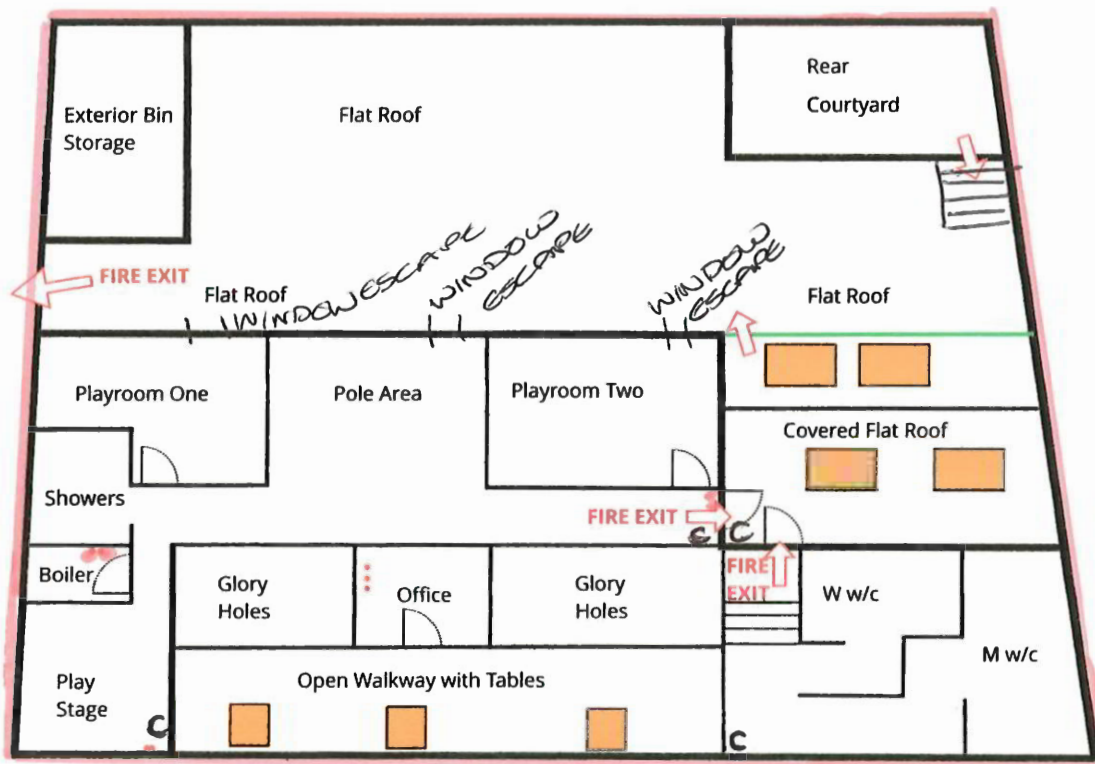 Exterior Bin
Storage
Flat Roof
Rear
Courtyard
FIRE EXIT
Flat Roof
WINDOW ESCAPE
WINDOW
ESCAPE
WINDOW
ESCAPE
Flat Roof
Playroom One
Pole Area
Playroom Two
Covered Flat Roof
Showers
FIRE EXIT
C
C
Boiler
Glory
Holes
Office
Glory
Holes
FIRE
EXIT
W w/c
M w/c
Play
Stage
Open Walkway with Tables
C
C